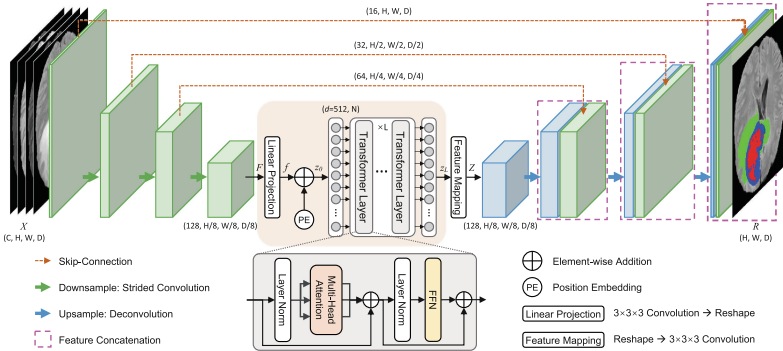 (16, H, W, D)
(32, H/2, W/2, D/2)
(64, H/4, W/4, D/4)
(d=512, N)
×L
F
Linear Projection
f
z₀
PE
Transformer Layer
...
Transformer Layer
z_L
Feature Mapping
Z
X
(C, H, W, D)
(128, H/8, W/8, D/8)
(128, H/8, W/8, D/8)
R
(H, W, D)
Layer Norm
Multi-Head Attention
Layer Norm
FFN
Skip-Connection
Downsample: Strided Convolution
Upsample: Deconvolution
Feature Concatenation
Element-wise Addition
PE Position Embedding
Linear Projection 3×3×3 Convolution → Reshape
Feature Mapping Reshape → 3×3×3 Convolution